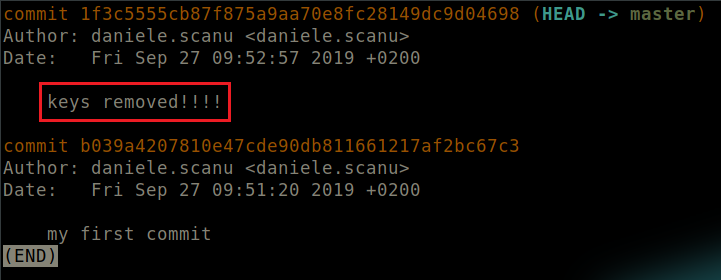 commit 1f3c5555cb87f875a9aa70e8fc28149dc9d04698 (HEAD -> master)
Author: daniele.scanu <daniele.scanu>
Date:   Fri Sep 27 09:52:57 2019 +0200
keys removed!!!!
commit b039a4207810e47cde90db811661217af2bc67c3
Author: daniele.scanu <daniele.scanu>
Date:   Fri Sep 27 09:51:20 2019 +0200
my first commit
(END)